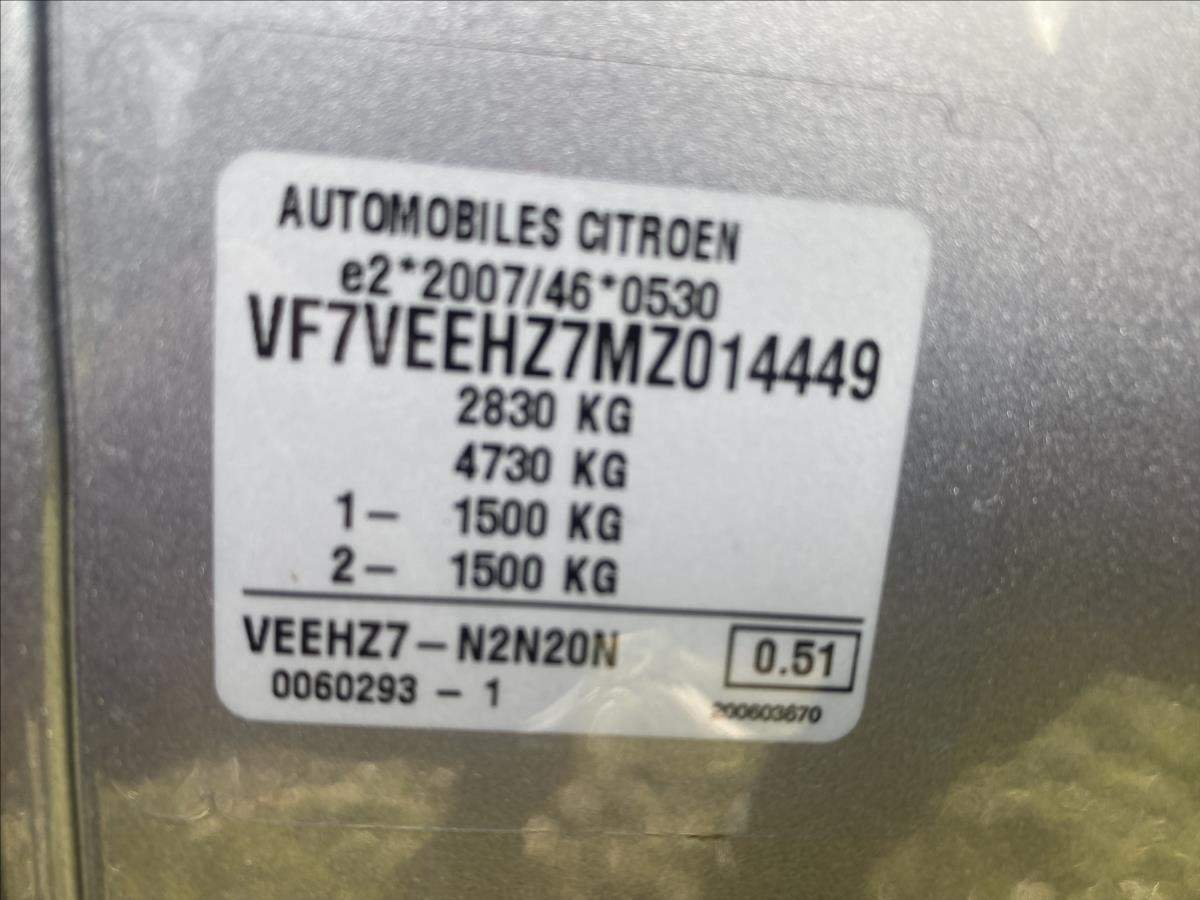 AUTOMOBILES CITROEN
e2*2007/46*0530
VF7VEEHZ7MZ014449
2830 KG
4730 KG
1- 1500 KG
2- 1500 KG
VEEHZ7-N2N20N
0.51
0060293 - 1
200603670